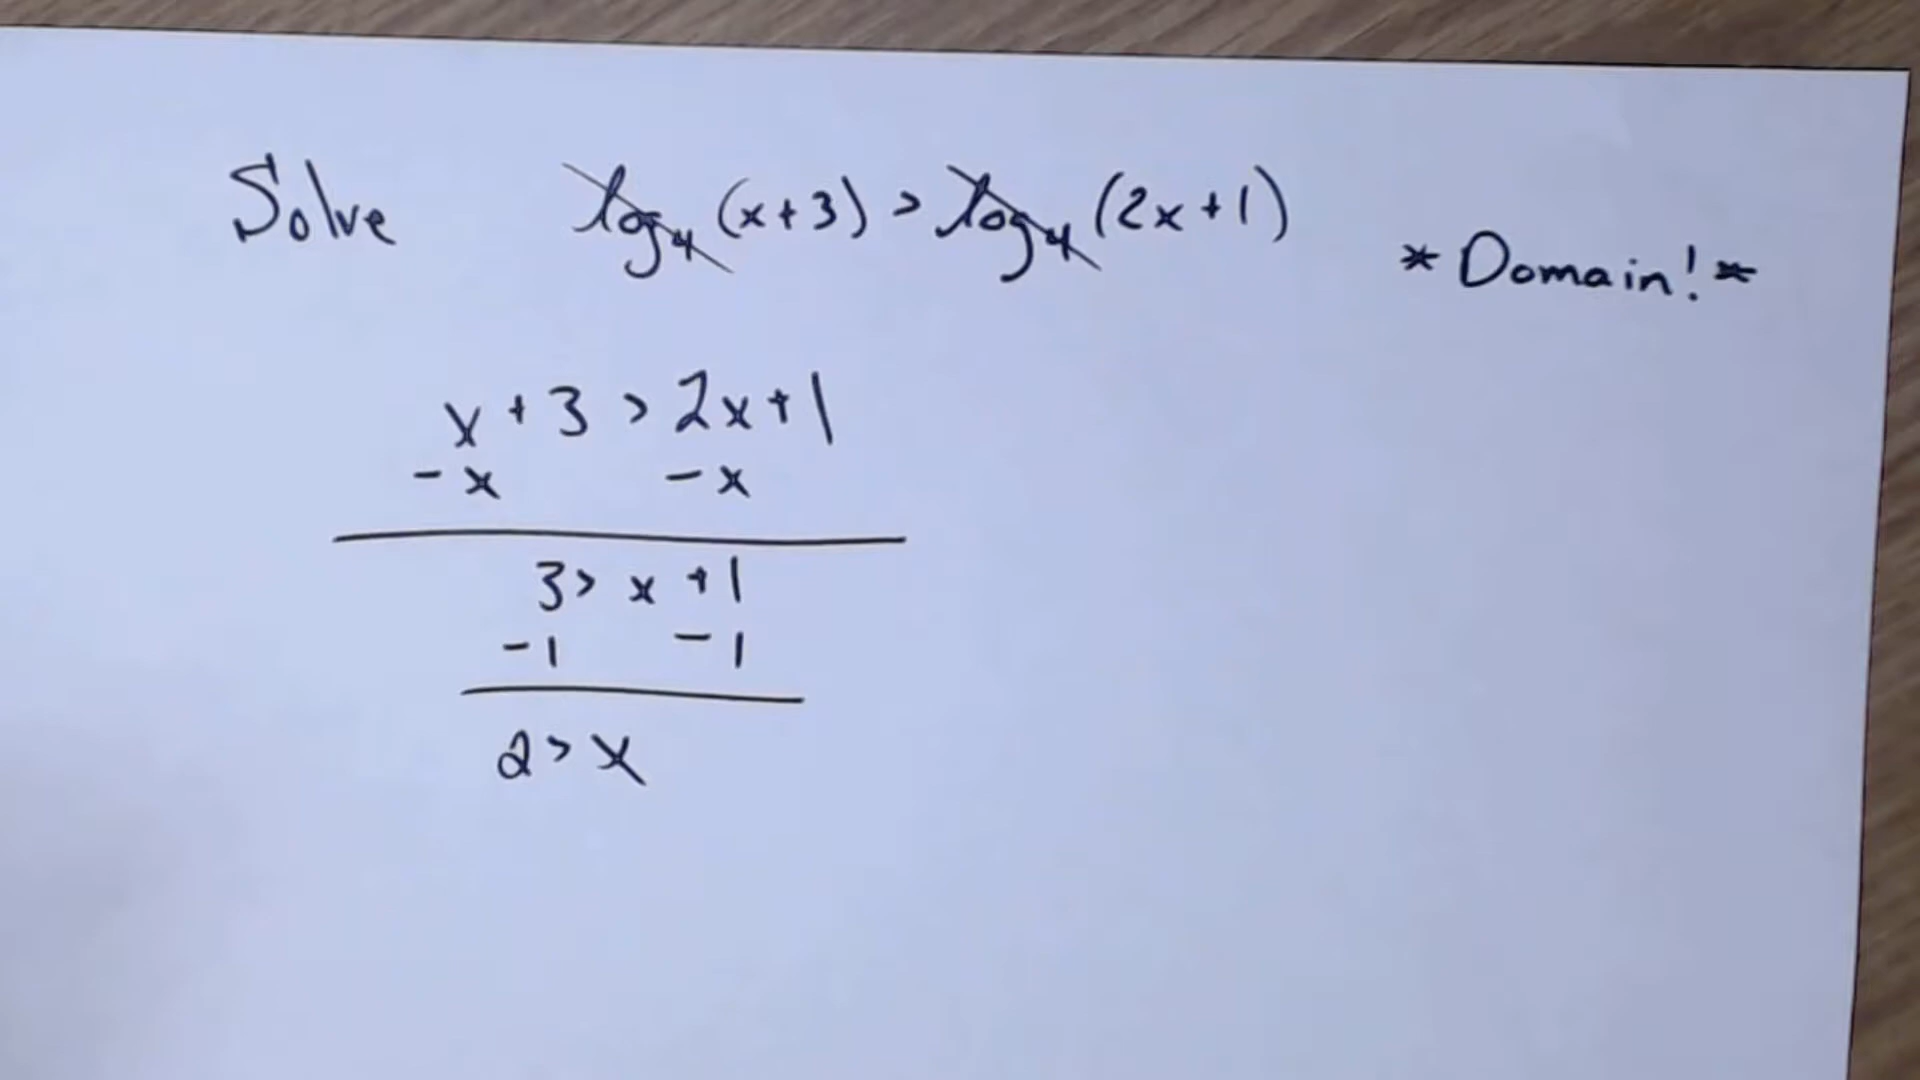 Solve log₄(x+3) > log₄(2x+1)
* Domain! *
x + 3 > 2x + 1
- x - x
3 > x + 1
- 1 - 1
2 > x